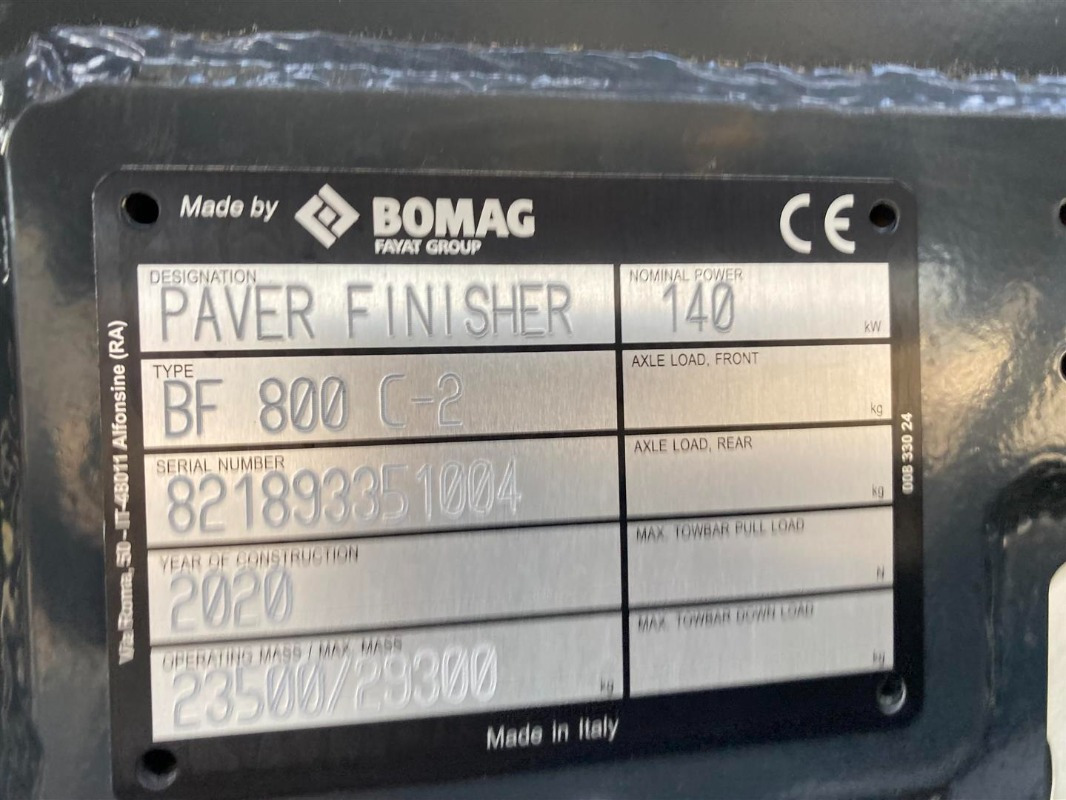 Made by BOMAG CE
FAYAT GROUP
DESIGNATION
PAVER FINISHER
NOMINAL POWER
140 kW
TYPE
BF 800 C-2
AXLE LOAD, FRONT
kg
SERIAL NUMBER
821893351004
AXLE LOAD, REAR
kg
YEAR OF CONSTRUCTION
2020
MAX. TOWBAR PULL LOAD
N
OPERATING MASS / MAX. MASS
23500/29300 kg
MAX. TOWBAR DOWN LOAD
kg
Made in Italy
Via Roma, 50 - IT-48011 Alfonsine (RA)
008 330 24